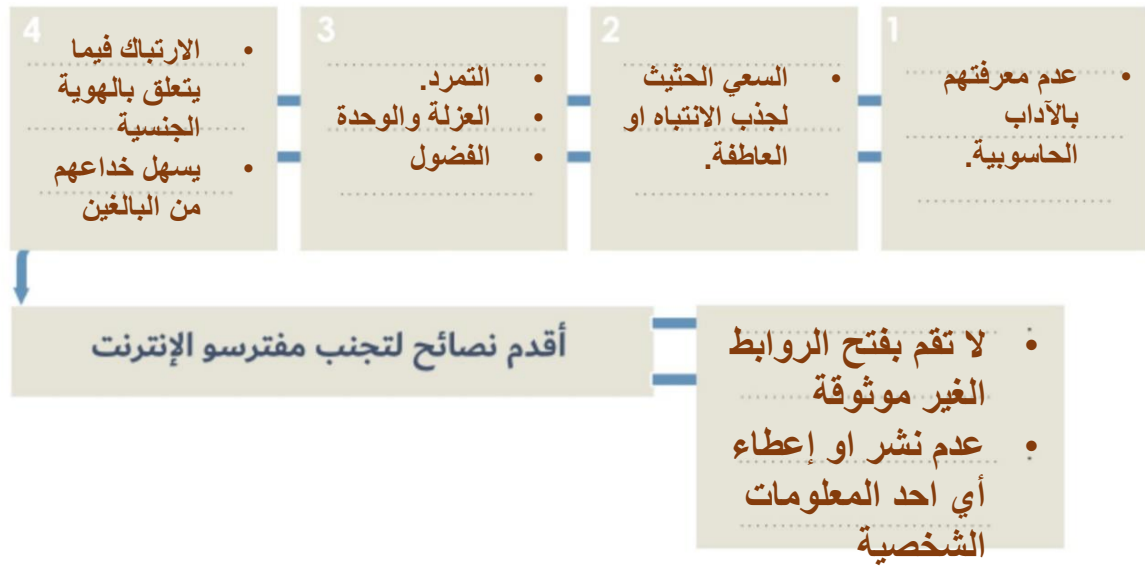 1
• عدم معرفتهم
بالآداب
الحاسوبية.
2
• السعي الحثيث
لجذب الانتباه او
العاطفة.
3
• التمرد.
• العزلة والوحدة
• الفضول
4
• الارتباك فيما
يتعلق بالهوية
الجنسية
• يسهل خداعهم
من البالغين
أقدم نصائح لتجنب مفترسو الإنترنت
• لا تقم بفتح الروابط
الغير موثوقة
• عدم نشر او إعطاء
أي احد المعلومات
الشخصية